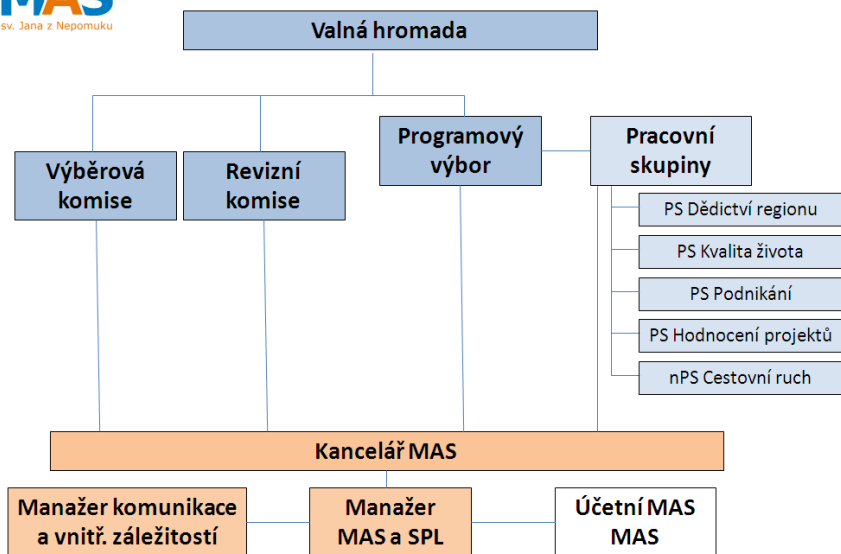 MAS
sv. Jana z Nepomuku
Valná hromada
Výběrová
komise
Revizní
komise
Programový
výbor
Pracovní
skupiny
PS Dědictví regionu
PS Kvalita života
PS Podnikání
PS Hodnocení projektů
nPS Cestovní ruch
Kancelář MAS
Manažer komunikace
a vnitř. záležitostí
Manažer
MAS a SPL
Účetní MAS
MAS